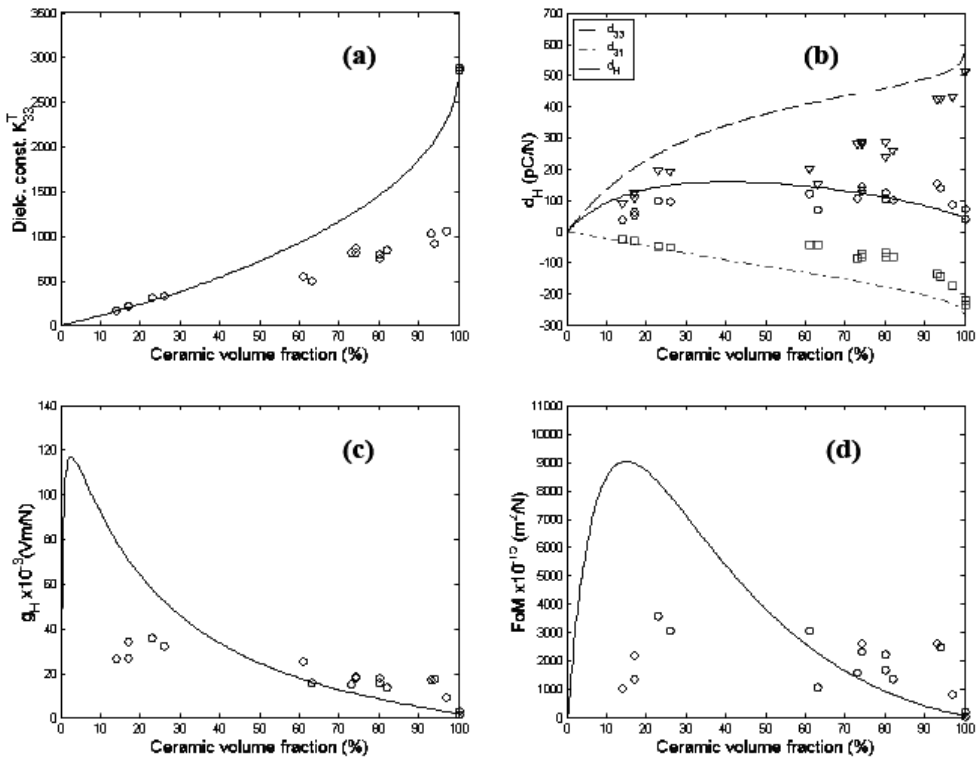 (a)
3500
3000
2500
2000
1500
1000
500
0
Dielc. const. K33^T
0 10 20 30 40 50 60 70 80 90 100
Ceramic volume fraction (%)
(b)
d33
d31
dH
700
600
500
400
300
200
100
0
-100
-200
-300
dH (pC/N)
0 10 20 30 40 50 60 70 80 90 100
Ceramic volume fraction (%)
(c)
140
120
100
80
60
40
20
0
gH x10^-3(Vm/N)
0 10 20 30 40 50 60 70 80 90 100
Ceramic volume fraction (%)
(d)
11000
10000
9000
8000
7000
6000
5000
4000
3000
2000
1000
0
FoM x10^-15 (m²/N)
0 10 20 30 40 50 60 70 80 90 100
Ceramic volume fraction (%)